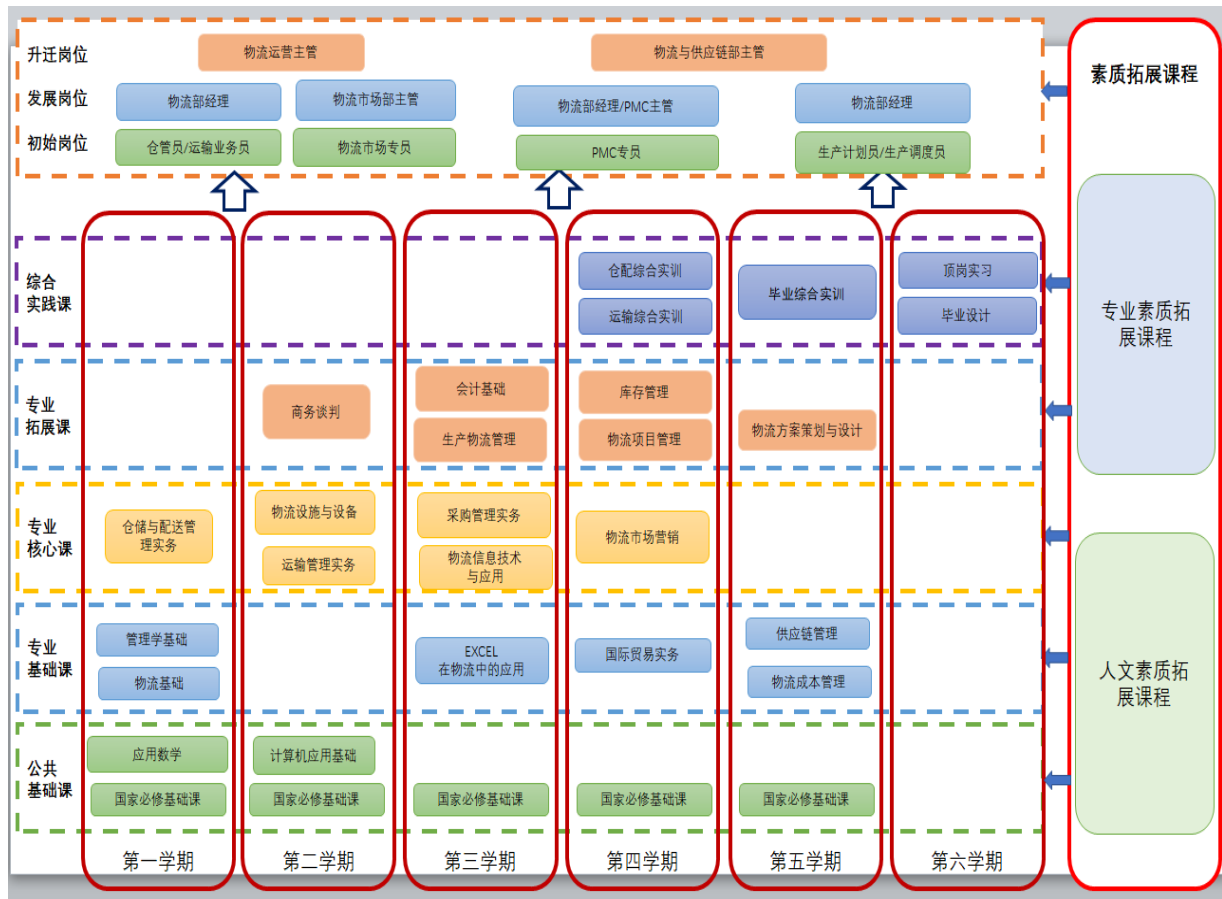 升迁岗位
物流运营主管
物流与供应链部主管
发展岗位
物流部经理
物流市场部主管
物流部经理/PMC主管
物流部经理
初始岗位
仓管员/运输业务员
物流市场专员
PMC专员
生产计划员/生产调度员
综合
实践课
仓配综合实训
运输综合实训
毕业综合实训
顶岗实习
毕业设计
专业
拓展课
商务谈判
会计基础
生产物流管理
库存管理
物流项目管理
物流方案策划与设计
专业
核心课
仓储与配送管
理实务
物流设施与设备
运输管理实务
采购管理实务
物流信息技术
与应用
物流市场营销
专业
基础课
管理学基础
物流基础
EXCEL
在物流中的应用
国际贸易实务
供应链管理
物流成本管理
公共
基础课
应用数学
国家必修基础课
计算机应用基础
国家必修基础课
国家必修基础课
国家必修基础课
国家必修基础课
第一学期
第二学期
第三学期
第四学期
第五学期
第六学期
素质拓展课程
专业素质拓
展课程
人文素质拓
展课程